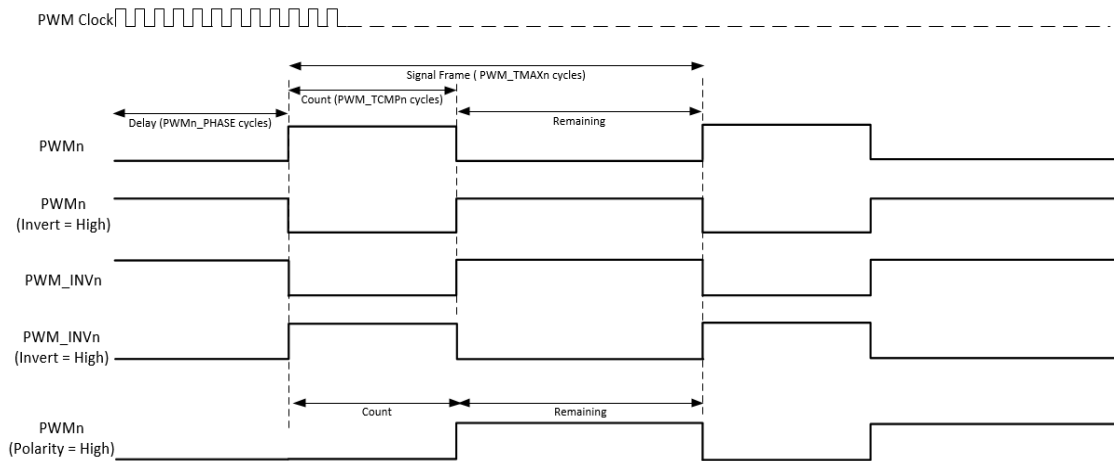 PWM Clock
Signal Frame ( PWM_TMAXn cycles)
Count (PWM_TCMPn cycles)
Delay (PWMn_PHASE cycles)
Remaining
PWMn
PWMn
(Invert = High)
PWM_INVn
PWM_INVn
(Invert = High)
Count
Remaining
PWMn
(Polarity = High)